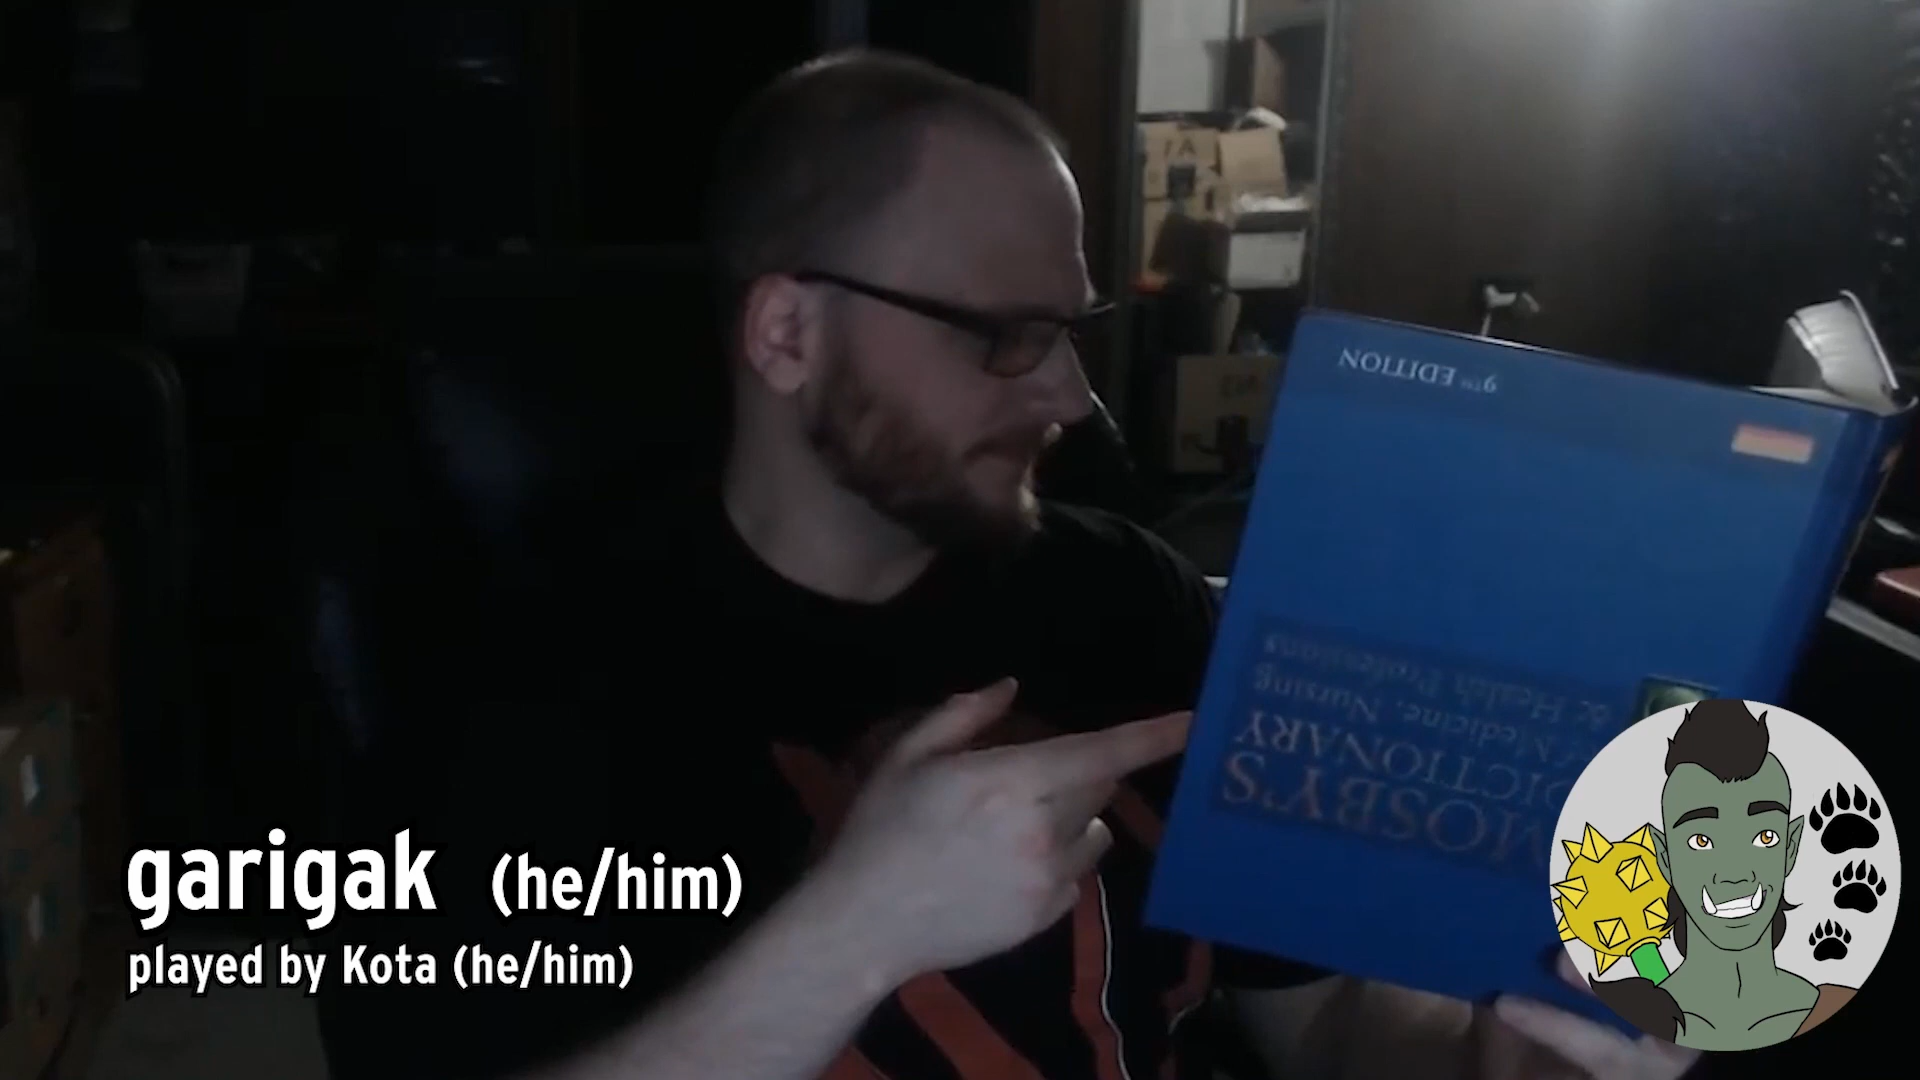 9TH EDITION
MOSBY'S
DICTIONARY
Medicine, Nursing
& Health Professions
garigak (he/him)
played by Kota (he/him)